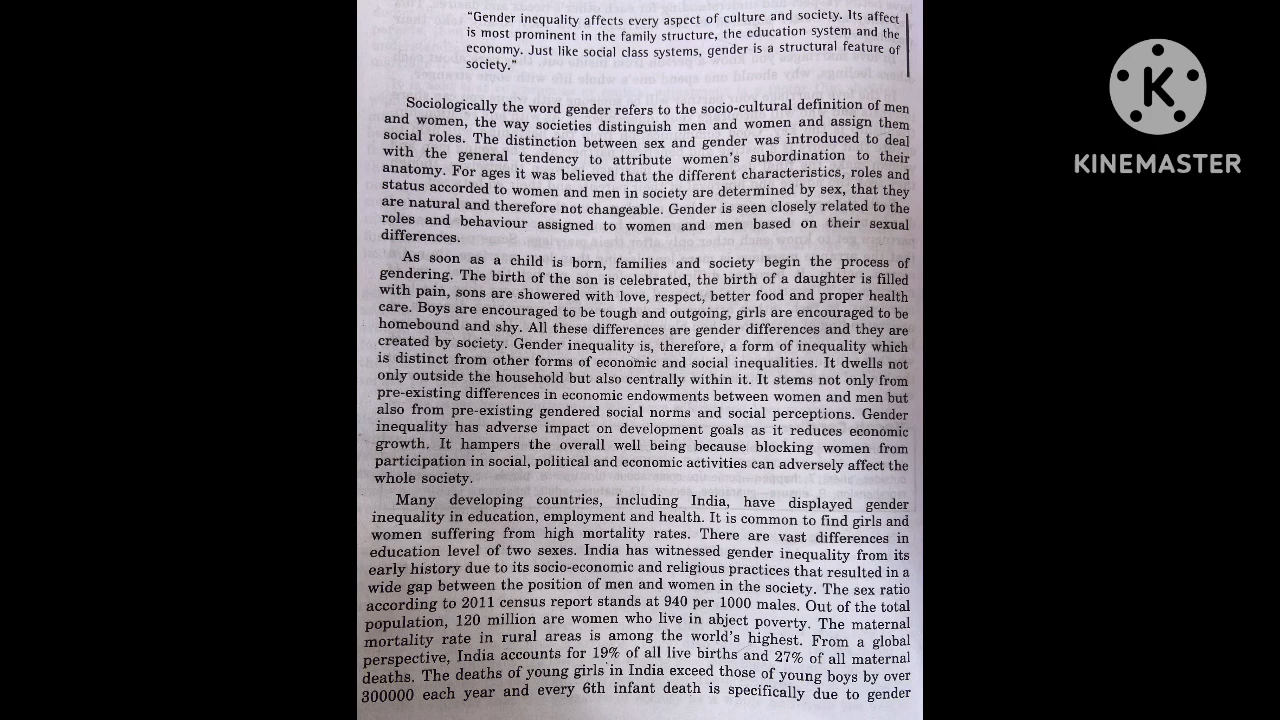 "Gender inequality affects every aspect of culture and society. Its affect
is most prominent in the family structure, the education system and the
economy. Just like social class systems, gender is a structural feature of
society."
Sociologically the word gender refers to the socio-cultural definition of men
and women, the way societies distinguish men and women and assign them
social roles. The distinction between sex and gender was introduced to deal
with the general tendency to attribute women's subordination to their
anatomy. For ages it was believed that the different characteristics, roles and
status accorded to women and men in society are determined by sex, that they
are natural and therefore not changeable. Gender is seen closely related to the
roles and behaviour assigned to women and men based on their sexual
differences.
As soon as a child is born, families and society begin the process of
gendering. The birth of the son is celebrated, the birth of a daughter is filled
with pain, sons are showered with love, respect, better food and proper health
care. Boys are encouraged to be tough and outgoing, girls are encouraged to be
homebound and shy. All these differences are gender differences and they are
created by society. Gender inequality is, therefore, a form of inequality which
is distinct from other forms of economic and social inequalities. It dwells not
only outside the household but also centrally within it. It stems not only from
pre-existing differences in economic endowments between women and men but
also from pre-existing gendered social norms and social perceptions. Gender
inequality has adverse impact on development goals as it reduces economic
growth. It hampers the overall well being because blocking women from
participation in social, political and economic activities can adversely affect the
whole society.
Many developing countries, including India, have displayed gender
inequality in education, employment and health. It is common to find girls and
women suffering from high mortality rates. There are vast differences in
education level of two sexes. India has witnessed gender inequality from its
early history due to its socio-economic and religious practices that resulted in a
wide gap between the position of men and women in the society. The sex ratio
according to 2011 census report stands at 940 per 1000 males. Out of the total
population, 120 million are women who live in abject poverty. The maternal
mortality rate in rural areas is among the world's highest. From a global
perspective, India accounts for 19% of all live births and 27% of all maternal
deaths. The deaths of young girls in India exceed those of young boys by over
300000 each year and every 6th infant death is specifically due to gender
K
KINEMASTER